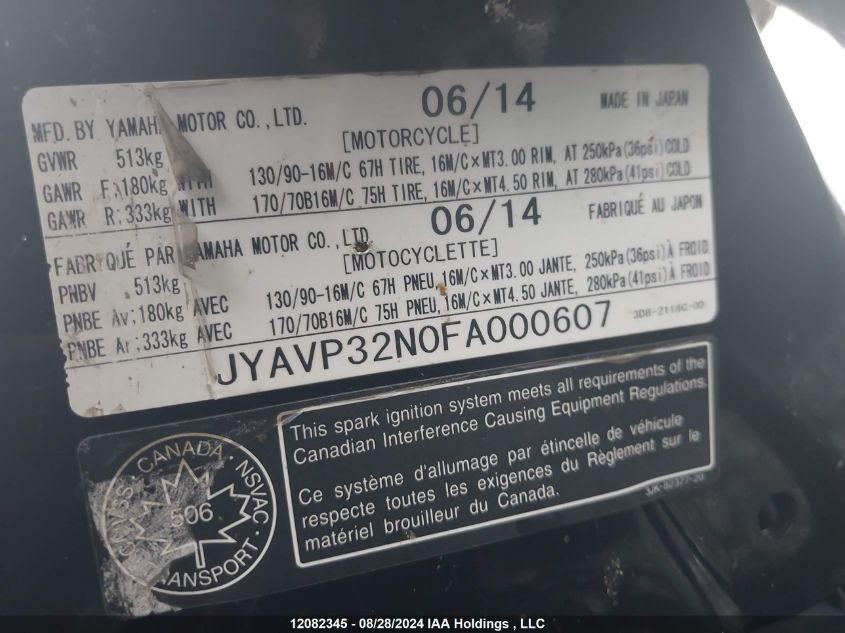 MFD. BY YAMAHA MOTOR CO., LTD. 06/14 MADE IN JAPAN
[MOTORCYCLE]
GVWR 513kg
GAWR F: 180kg WITH 130/90-16M/C 67H TIRE, 16M/C×MT3.00 RIM, AT 250kPa(36psi)COLD
GAWR R: 333kg WITH 170/70B16M/C 75H TIRE, 16M/C×MT4.50 RIM, AT 280kPa(41psi)COLD
FABRIQUÉ PAR YAMAHA MOTOR CO., LTD. 06/14 FABRIQUÉ AU JAPON
[MOTOCYCLETTE]
PNBV 513kg
PNBE Av: 180kg AVEC 130/90-16M/C 67H PNEU, 16M/C×MT3.00 JANTE, 250kPa(36psi)À FROID
PNBE Ar: 333kg AVEC 170/70B16M/C 75H PNEU, 16M/C×MT4.50 JANTE, 280kPa(41psi)À FROID
JYAVP32N0FA000607
3D8-2118C-00
This spark ignition system meets all requirements of the
Canadian Interference Causing Equipment Regulations.
Ce système d'allumage par étincelle de véhicule
respecte toutes les exigences du Règlement sur le
matériel brouilleur du Canada.
3JK-82377-20
CANADA · NSVAC · TRANSPORT ·
506
12082345 - 08/28/2024 IAA Holdings , LLC